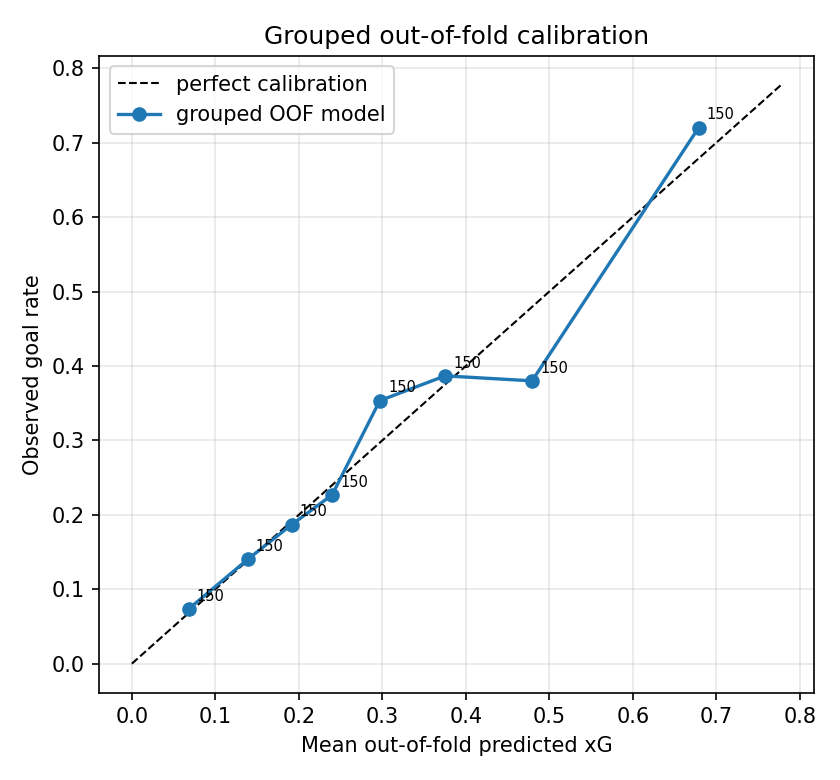 Grouped out-of-fold calibration
perfect calibration
grouped OOF model
0.8
0.7
0.6
0.5
0.4
0.3
0.2
0.1
0.0
Observed goal rate
150
150
150
150
150
150
150
150
0.0 0.1 0.2 0.3 0.4 0.5 0.6 0.7 0.8
Mean out-of-fold predicted xG